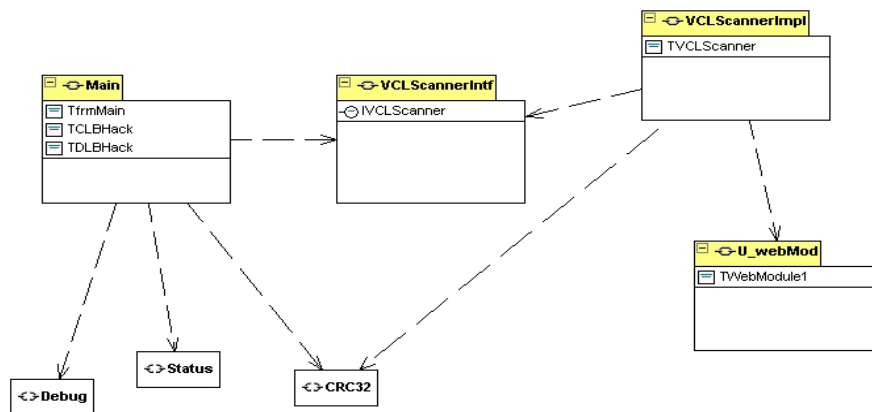 VCLScannerImpl
TVCLScanner
Main
TfrmMain
TCLBHack
TDLBHack
VCLScannerIntf
IVCLScanner
U_webMod
TWebModule1
Status
Debug
CRC32